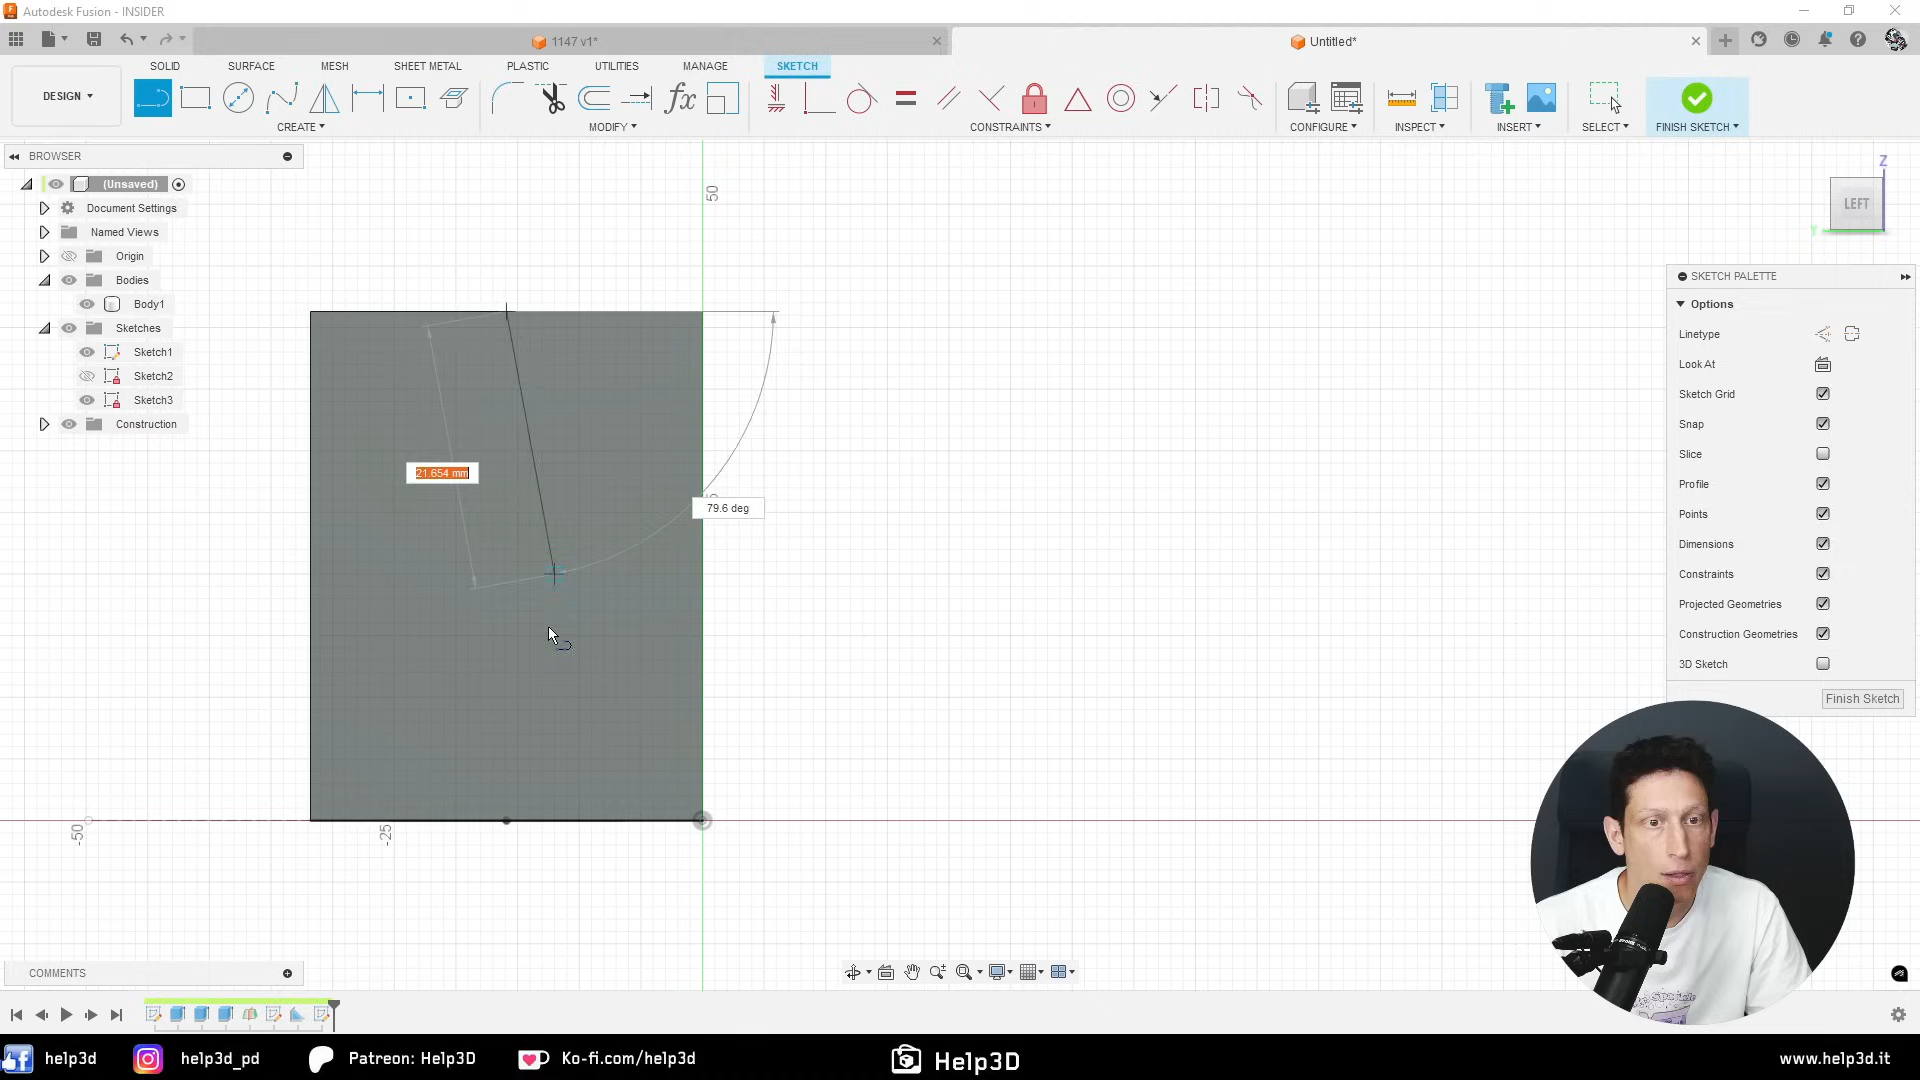 Autodesk Fusion - INSIDER
1147 v1*
Untitled*
DESIGN
SOLID
SURFACE
MESH
SHEET METAL
PLASTIC
UTILITIES
MANAGE
SKETCH
CREATE
MODIFY
CONSTRAINTS
CONFIGURE
INSPECT
INSERT
SELECT
FINISH SKETCH
BROWSER
(Unsaved)
Document Settings
Named Views
Origin
Bodies
Body1
Sketches
Sketch1
Sketch2
Sketch3
Construction
50
21.654 mm
79.6 deg
-50
-25
Z
LEFT
Y
SKETCH PALETTE
Options
Linetype
Look At
Sketch Grid
Snap
Slice
Profile
Points
Dimensions
Constraints
Projected Geometries
Construction Geometries
3D Sketch
Finish Sketch
COMMENTS
help3d
help3d_pd
Patreon: Help3D
Ko-fi.com/help3d
Help3D
www.help3d.it